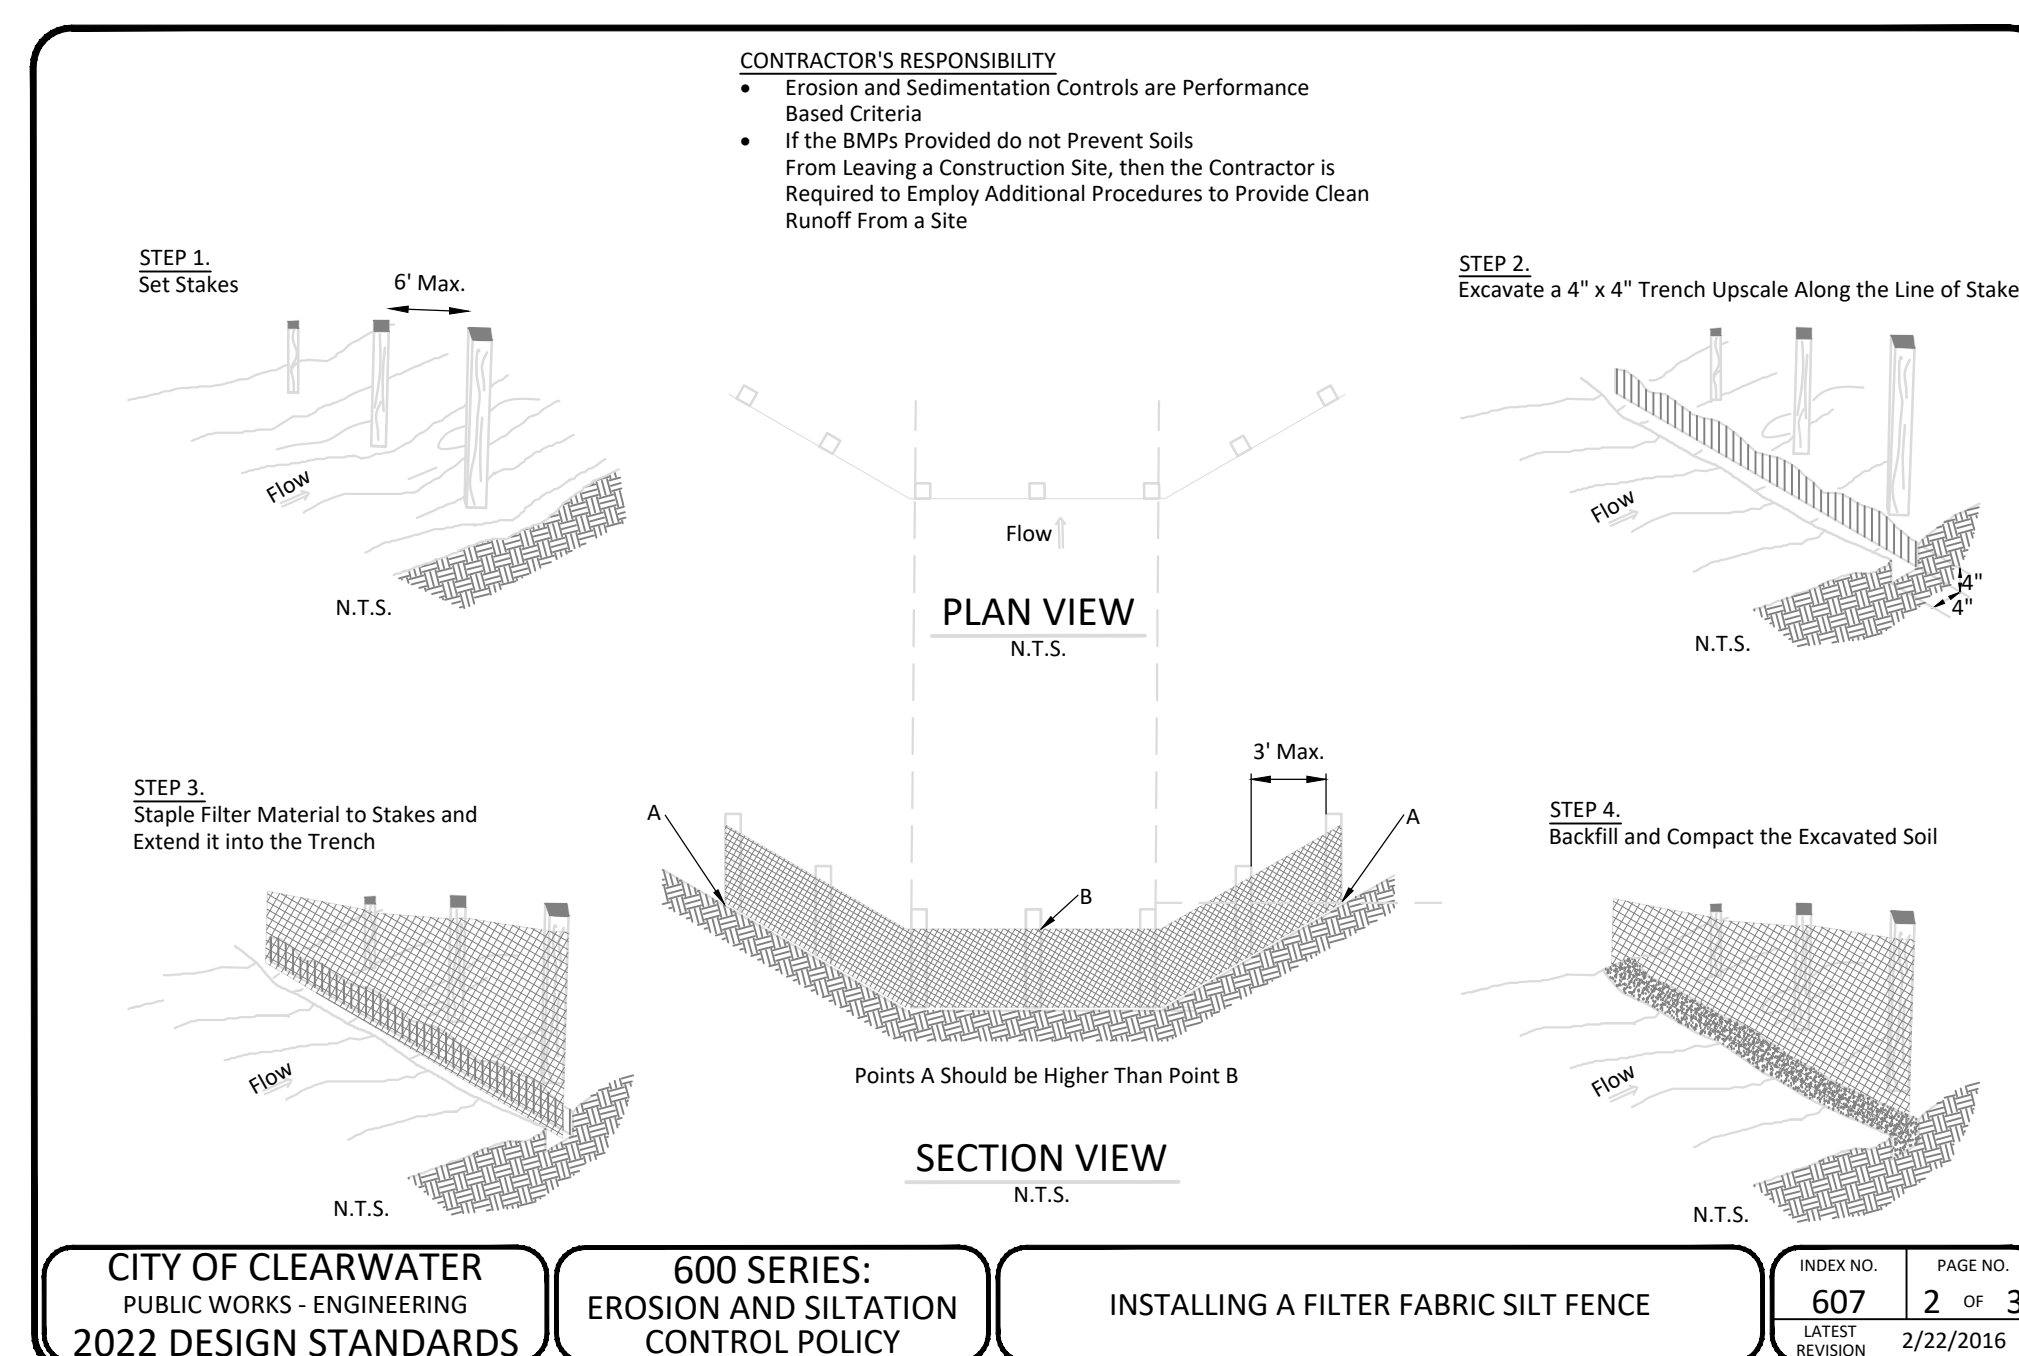 CONTRACTOR'S RESPONSIBILITY
• Erosion and Sedimentation Controls are Performance
Based Criteria
• If the BMPs Provided do not Prevent Soils
From Leaving a Construction Site, then the Contractor is
Required to Employ Additional Procedures to Provide Clean
Runoff From a Site
STEP 1.
Set Stakes
6' Max.
Flow
N.T.S.
STEP 2.
Excavate a 4" x 4" Trench Upscale Along the Line of Stake
Flow
4"
4"
N.T.S.
Flow
PLAN VIEW
N.T.S.
STEP 3.
Staple Filter Material to Stakes and
Extend it into the Trench
Flow
N.T.S.
3' Max.
A
A
B
Points A Should be Higher Than Point B
SECTION VIEW
N.T.S.
STEP 4.
Backfill and Compact the Excavated Soil
Flow
N.T.S.
CITY OF CLEARWATER
PUBLIC WORKS - ENGINEERING
2022 DESIGN STANDARDS
600 SERIES:
EROSION AND SILTATION
CONTROL POLICY
INSTALLING A FILTER FABRIC SILT FENCE
INDEX NO.
607
PAGE NO.
2 OF 3
LATEST
REVISION
2/22/2016